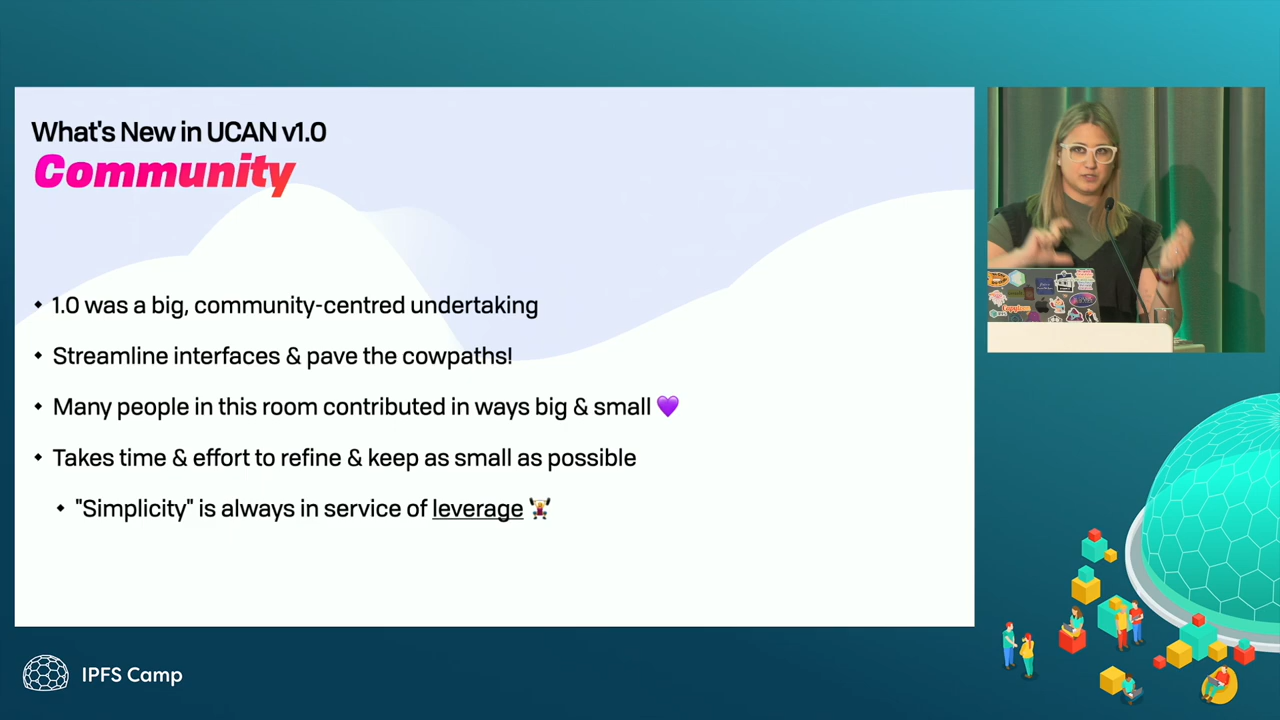 What's New in UCAN v1.0
Community
1.0 was a big, community-centred undertaking
Streamline interfaces & pave the cowpaths!
Many people in this room contributed in ways big & small 💜
Takes time & effort to refine & keep as small as possible
"Simplicity" is always in service of leverage 🏋️
IPFS Camp